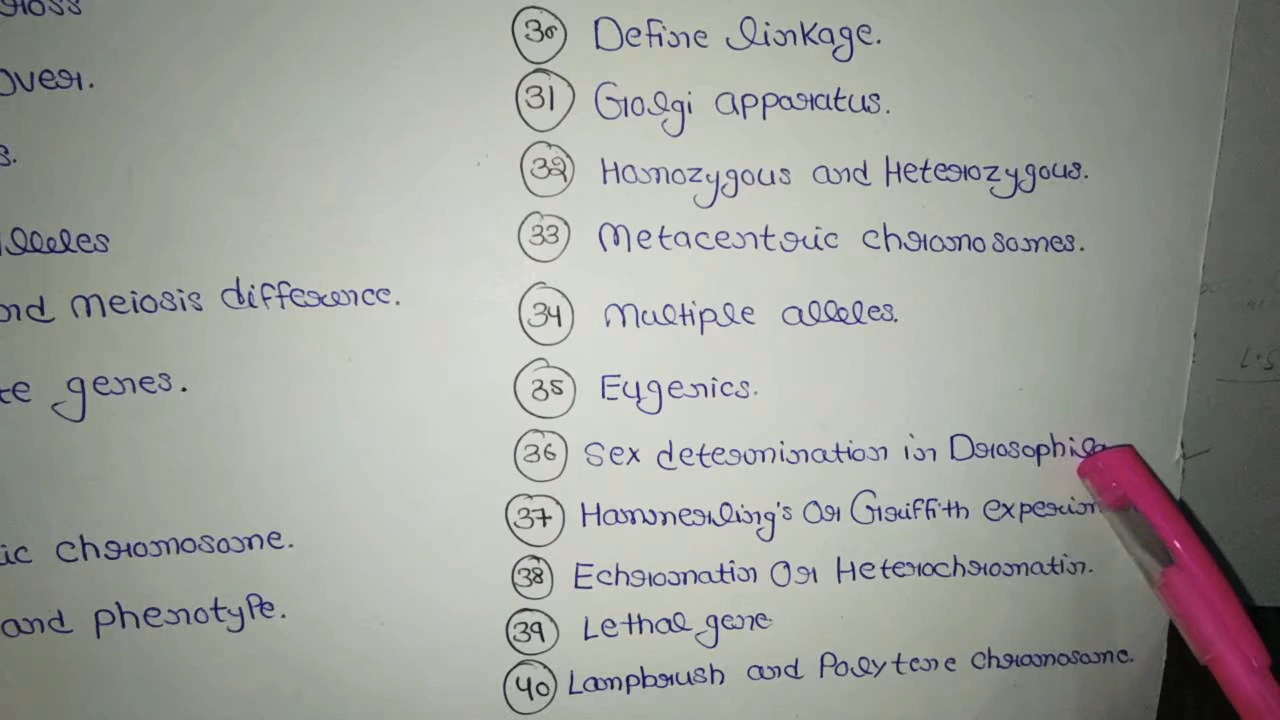 over.
s.
lleles
nd meiosis difference.
te genes.
ic chromosome.
and phenotype.
30 Define linkage.
31 Golgi apparatus.
32 Homozygous and Heterozygous.
33 Metacentric chromosomes.
34 Multiple alleles.
35 Eugenics.
36 Sex determination in Drosophila
37 Hammerling's Or Griffith experim
38 Echromatin Or Heterochromatin.
39 Lethal gene
40 Lampbrush and Polytene chromosome.